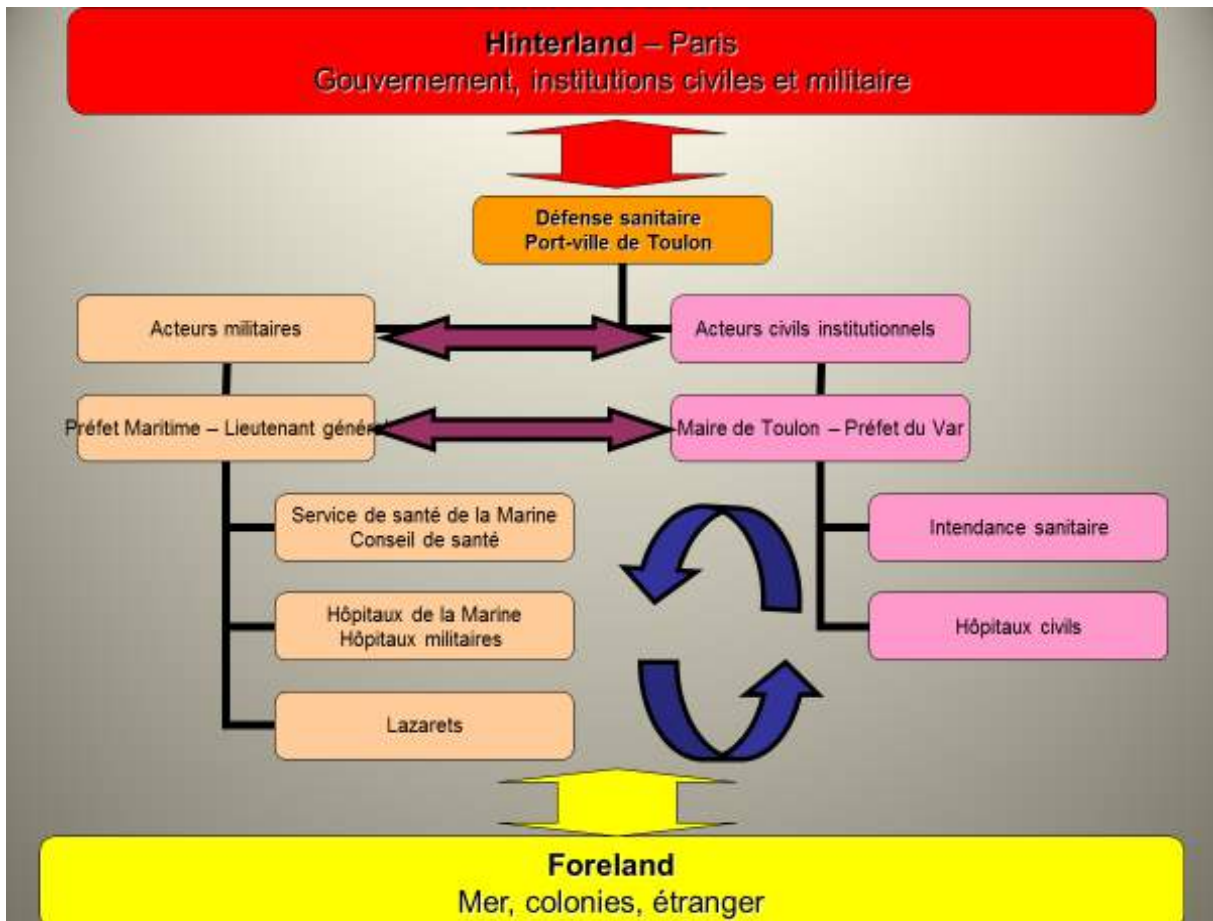 Hinterland – Paris
Gouvernement, institutions civiles et militaire
Défense sanitaire
Port-ville de Toulon
Acteurs militaires
Acteurs civils institutionnels
Préfet Maritime – Lieutenant général
Maire de Toulon – Préfet du Var
Service de santé de la Marine
Conseil de santé
Intendance sanitaire
Hôpitaux de la Marine
Hôpitaux militaires
Hôpitaux civils
Lazarets
Foreland
Mer, colonies, étranger